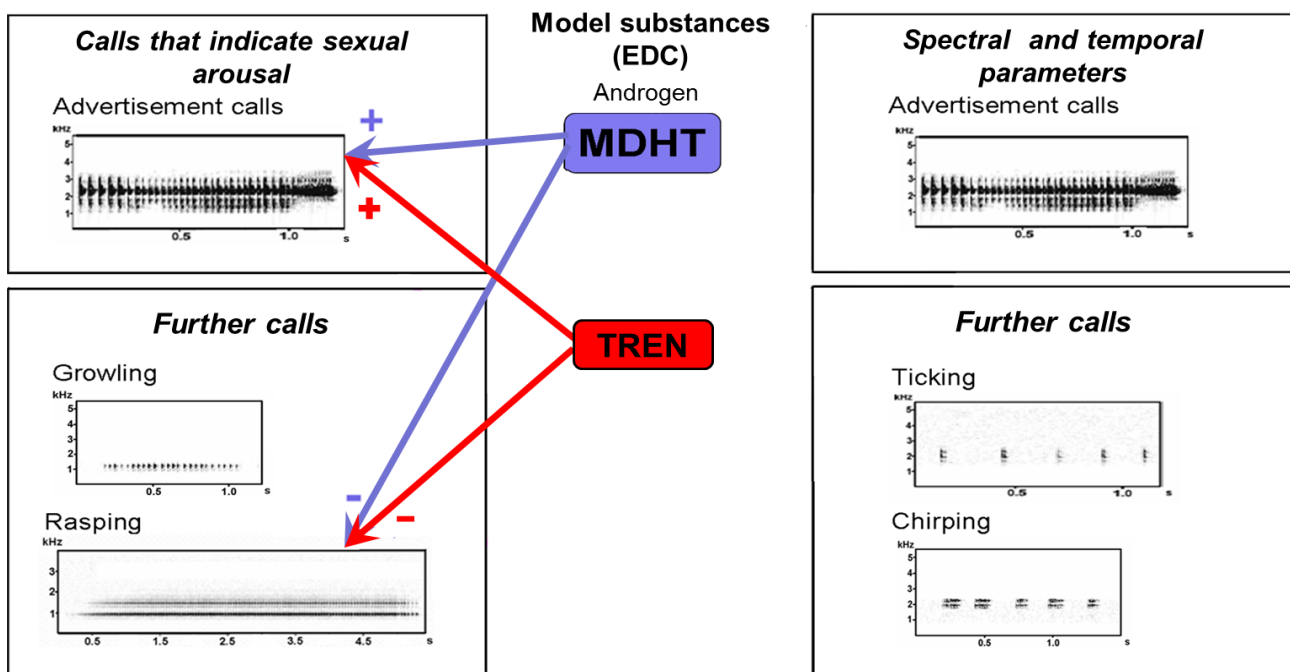 Calls that indicate sexual
arousal
Advertisement calls
kHz
5
4
3
2
1
0.5 1.0 s
+
+
Further calls
Growling
kHz
5
4
3
2
1
0.5 1.0 s
Rasping
kHz
3
2
1
0.5 1.5 2.5 3.5 4.5 s
-
-
Model substances
(EDC)
Androgen
MDHT
TREN
Spectral and temporal
parameters
Advertisement calls
kHz
5
4
3
2
1
0.5 1.0 s
Further calls
Ticking
kHz
5
4
3
2
1
0.5 1.0 s
Chirping
kHz
5
4
3
2
1
0.5 1.0 s